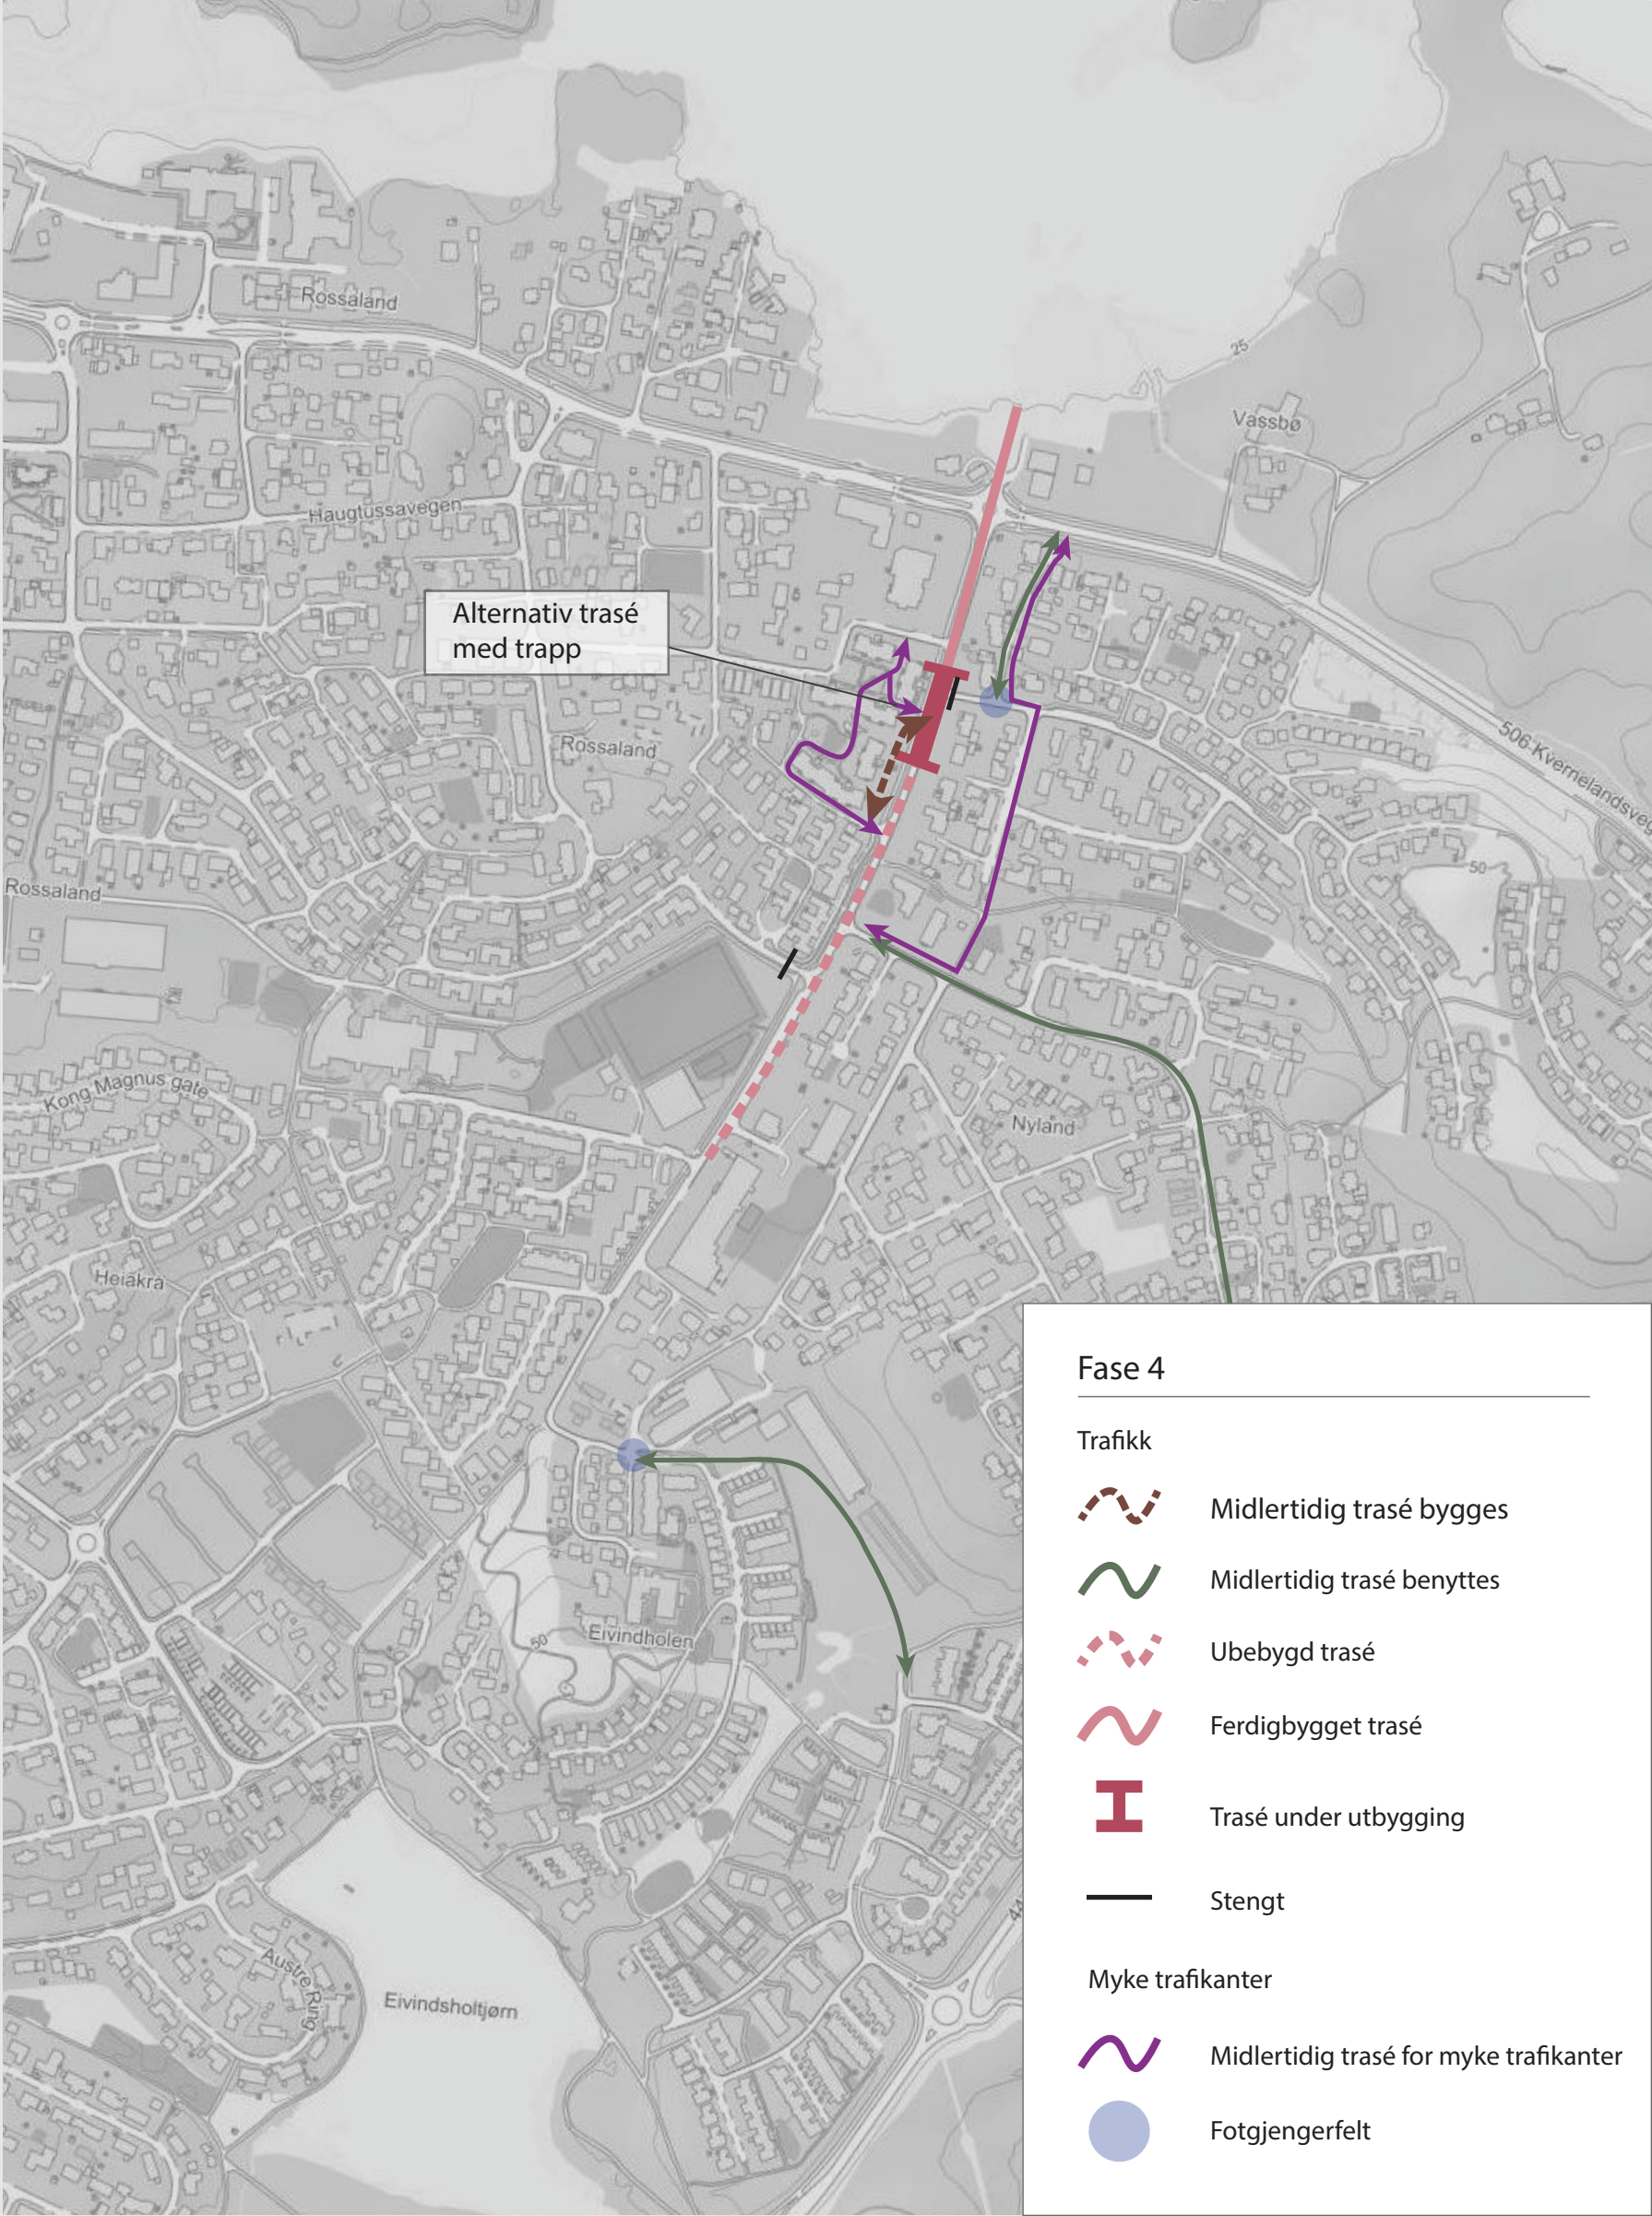 Rossaland
25
Vassbø
Haugtussavegen
Alternativ trasé
med trapp
Rossaland
506 Kvernelandsveg
50
Rossaland
Kong Magnus gate
Nyland
Heiakra
Eivindholen
50
Austre Ring
Eivindsholtjørn
44
Fase 4
Trafikk
Midlertidig trasé bygges
Midlertidig trasé benyttes
Ubebygd trasé
Ferdigbygget trasé
Trasé under utbygging
Stengt
Myke trafikanter
Midlertidig trasé for myke trafikanter
Fotgjengerfelt